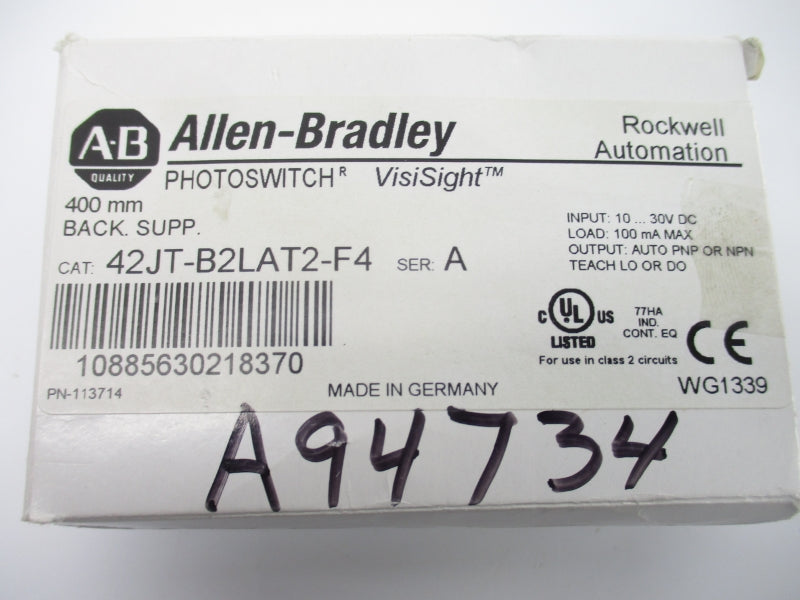 A-B
QUALITY
Allen-Bradley
Rockwell
Automation
PHOTOSWITCH® VisiSight™
400 mm
BACK. SUPP.
CAT: 42JT-B2LAT2-F4 SER: A
INPUT: 10 ... 30V DC
LOAD: 100 mA MAX
OUTPUT: AUTO PNP OR NPN
TEACH LO OR DO
10885630218370
C UL US
LISTED
77HA
IND.
CONT. EQ
CE
For use in class 2 circuits
PN-113714
MADE IN GERMANY
WG1339
A94734